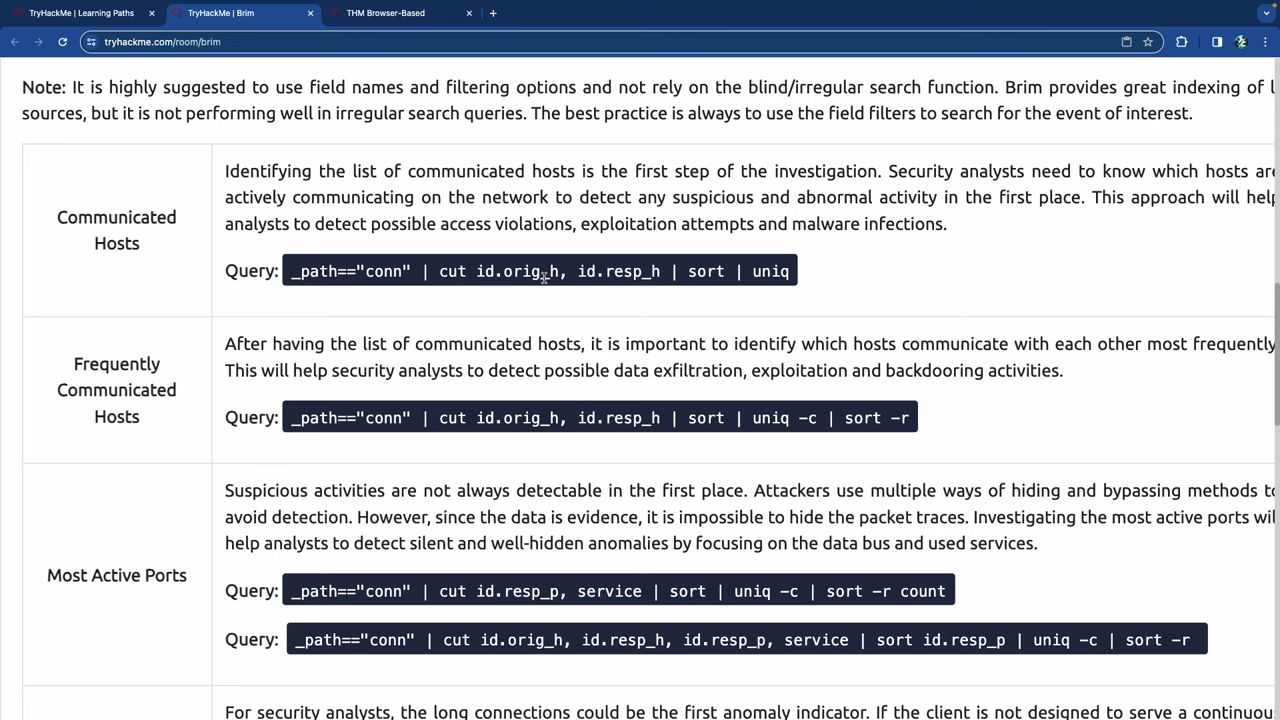 TryHackMe | Learning Paths
TryHackMe | Brim
THM Browser-Based
tryhackme.com/room/brim
Note: It is highly suggested to use field names and filtering options and not rely on the blind/irregular search function. Brim provides great indexing of l
sources, but it is not performing well in irregular search queries. The best practice is always to use the field filters to search for the event of interest.
Communicated
Hosts
Identifying the list of communicated hosts is the first step of the investigation. Security analysts need to know which hosts are
actively communicating on the network to detect any suspicious and abnormal activity in the first place. This approach will help
analysts to detect possible access violations, exploitation attempts and malware infections.
Query: _path=="conn" | cut id.orig_h, id.resp_h | sort | uniq
Frequently
Communicated
Hosts
After having the list of communicated hosts, it is important to identify which hosts communicate with each other most frequently
This will help security analysts to detect possible data exfiltration, exploitation and backdooring activities.
Query: _path=="conn" | cut id.orig_h, id.resp_h | sort | uniq -c | sort -r
Most Active Ports
Suspicious activities are not always detectable in the first place. Attackers use multiple ways of hiding and bypassing methods to
avoid detection. However, since the data is evidence, it is impossible to hide the packet traces. Investigating the most active ports will
help analysts to detect silent and well-hidden anomalies by focusing on the data bus and used services.
Query: _path=="conn" | cut id.resp_p, service | sort | uniq -c | sort -r count
Query: _path=="conn" | cut id.orig_h, id.resp_h, id.resp_p, service | sort id.resp_p | uniq -c | sort -r
For security analysts, the long connections could be the first anomaly indicator. If the client is not designed to serve a continuous